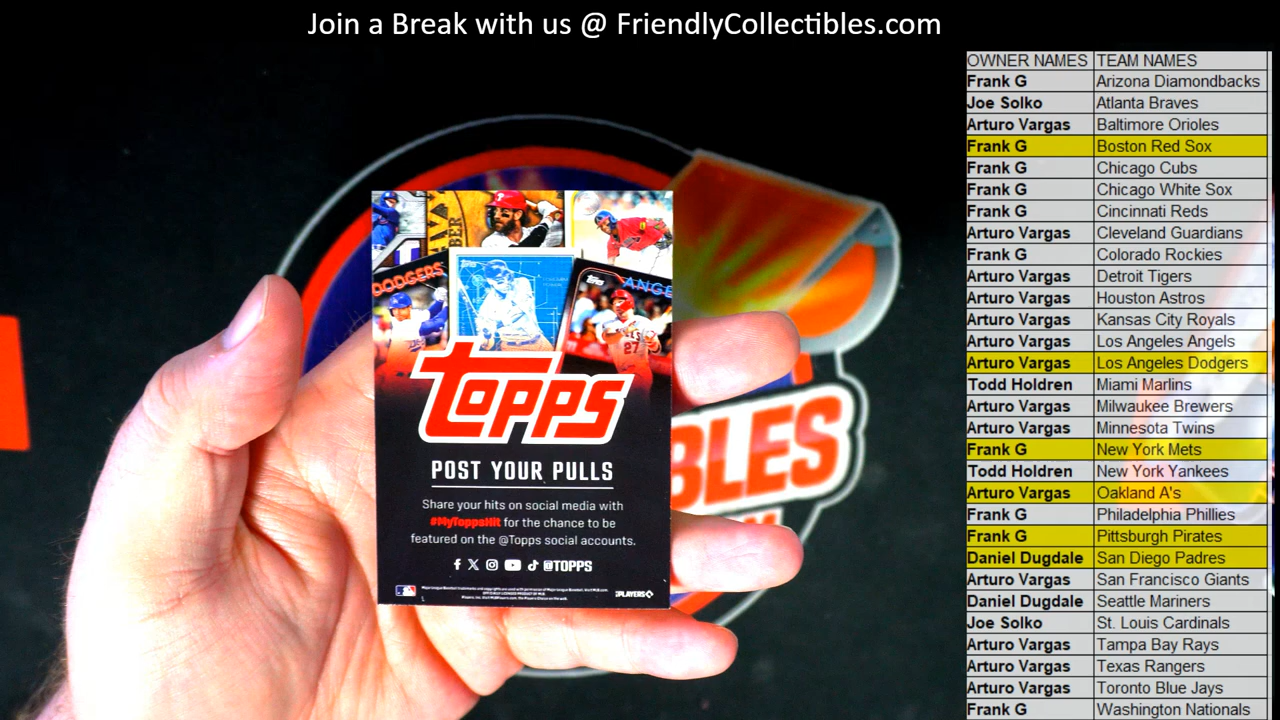 Join a Break with us @ FriendlyCollectibles.com
OWNER NAMES TEAM NAMES
Frank G Arizona Diamondbacks
Joe Solko Atlanta Braves
Arturo Vargas Baltimore Orioles
Frank G Boston Red Sox
Frank G Chicago Cubs
Frank G Chicago White Sox
Frank G Cincinnati Reds
Arturo Vargas Cleveland Guardians
Frank G Colorado Rockies
Arturo Vargas Detroit Tigers
Arturo Vargas Houston Astros
Arturo Vargas Kansas City Royals
Arturo Vargas Los Angeles Angels
Arturo Vargas Los Angeles Dodgers
Todd Holdren Miami Marlins
Arturo Vargas Milwaukee Brewers
Arturo Vargas Minnesota Twins
Frank G New York Mets
Todd Holdren New York Yankees
Arturo Vargas Oakland A's
Frank G Philadelphia Phillies
Frank G Pittsburgh Pirates
Daniel Dugdale San Diego Padres
Arturo Vargas San Francisco Giants
Daniel Dugdale Seattle Mariners
Joe Solko St. Louis Cardinals
Arturo Vargas Tampa Bay Rays
Arturo Vargas Texas Rangers
Arturo Vargas Toronto Blue Jays
Frank G Washington Nationals
DODGERS
ANGE
27
topps
POST YOUR PULLS
Share your hits on social media with
#MyToppsHit for the chance to be
featured on the @Topps social accounts.
@TOPPS
PLAYERS
BLES